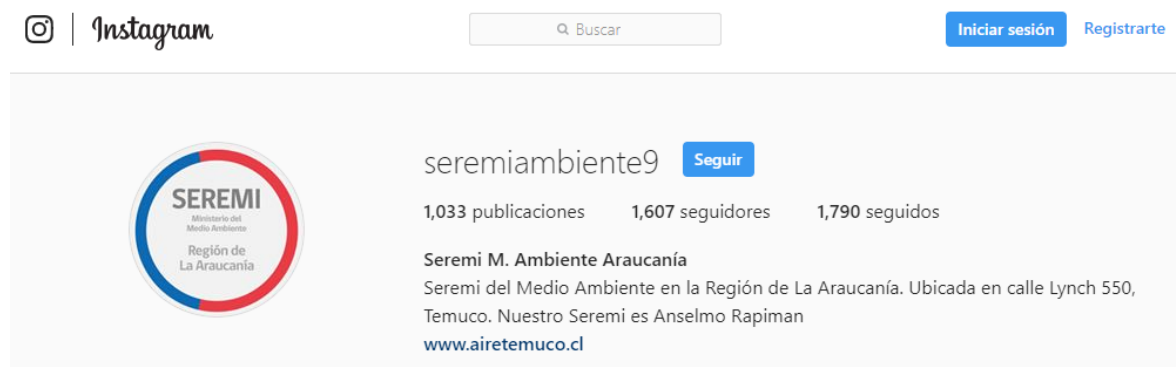 Instagram
Buscar
Iniciar sesión
Registrarte
SEREMI
Ministerio del
Medio Ambiente
Región de
La Araucanía
seremiambiente9 Seguir
1,033 publicaciones 1,607 seguidores 1,790 seguidos
Seremi M. Ambiente Araucanía
Seremi del Medio Ambiente en la Región de La Araucanía. Ubicada en calle Lynch 550,
Temuco. Nuestro Seremi es Anselmo Rapiman
www.airetemuco.cl